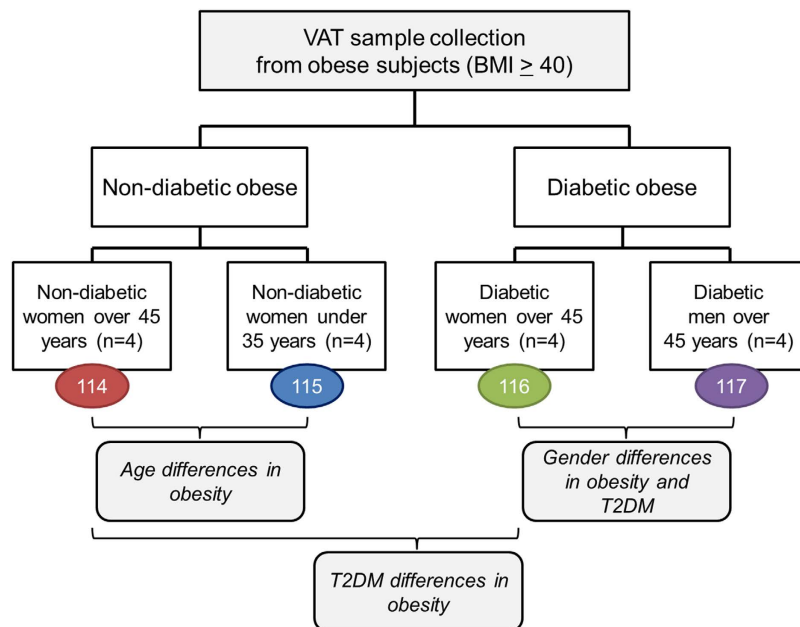 VAT sample collection
from obese subjects (BMI ≥ 40)
Non-diabetic obese
Diabetic obese
Non-diabetic
women over 45
years (n=4)
Non-diabetic
women under
35 years (n=4)
Diabetic
women over 45
years (n=4)
Diabetic
men over
45 years (n=4)
114
115
116
117
Age differences in
obesity
Gender differences
in obesity and
T2DM
T2DM differences in
obesity